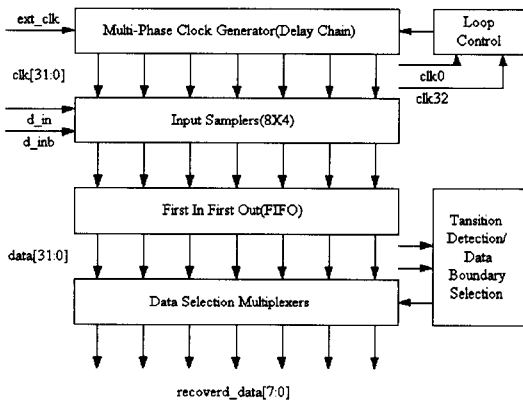 ext_clk
Multi-Phase Clock Generator(Delay Chain)
Loop
Control
clk[31:0]
clk0
clk32
d_in
d_inb
Input Samplers(8X4)
First In First Out(FIFO)
data[31:0]
Tansition
Detection/
Data
Boundary
Selection
Data Selection Multiplexers
recoverd_data[7:0]